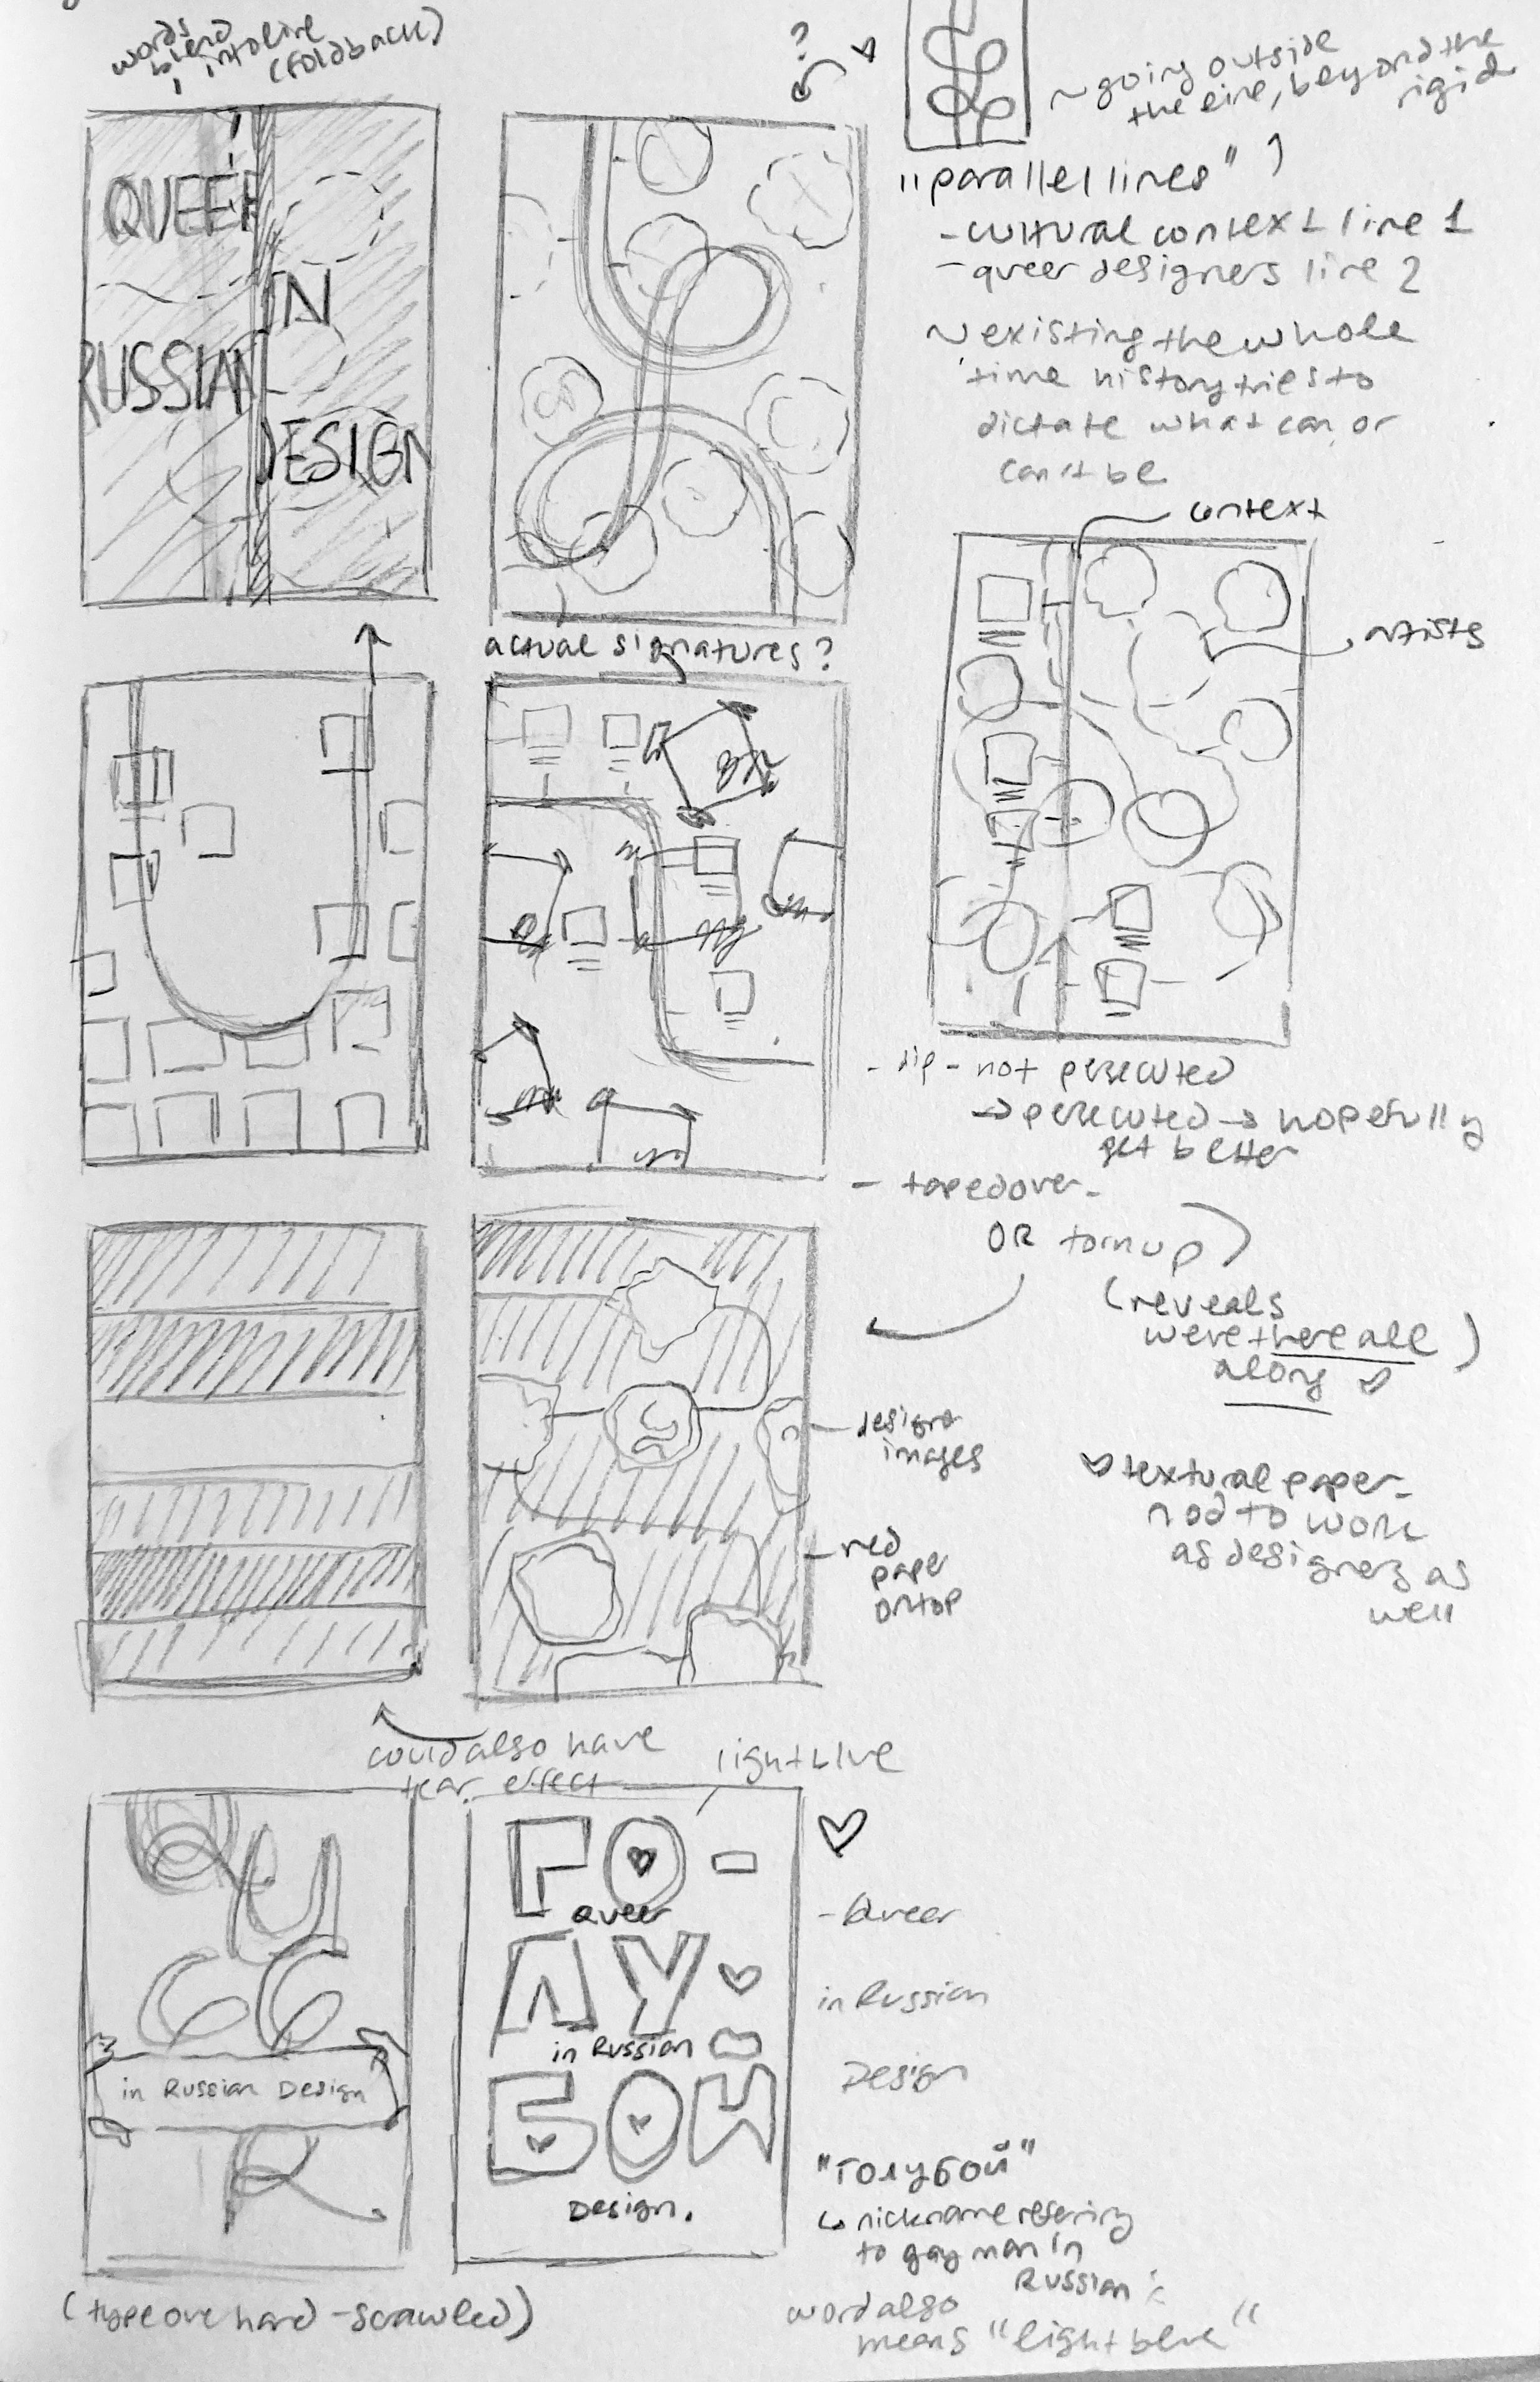 words
blend
into line
(foldback)
QUEER
IN
RUSSIAN
DESIGN
?
~going outside
the line, beyond the
rigid
"parallel lines"
-cultural context line 1
-queer designers line 2
~existing the whole
time history tries to
dictate what can or
can't be
actual signatures?
context
artists
- dip - not persecuted
→ persecuted → hopefully
get better
- taped over -
OR torn up
(reveals
were there all
along)
design+
images
red
paper
on top
textural paper -
nod to work
as designers as
well
could also have
tear effect
light blue
QUEER
in Russian Design
ГО-
queer
ЛУ
in Russian
БОЙ
Design.
- Queer
in Russian
Design
"голубой"
↳ nickname referring
to gay man in
Russian
word also
means "light blue"
(type over hard-scrawled)